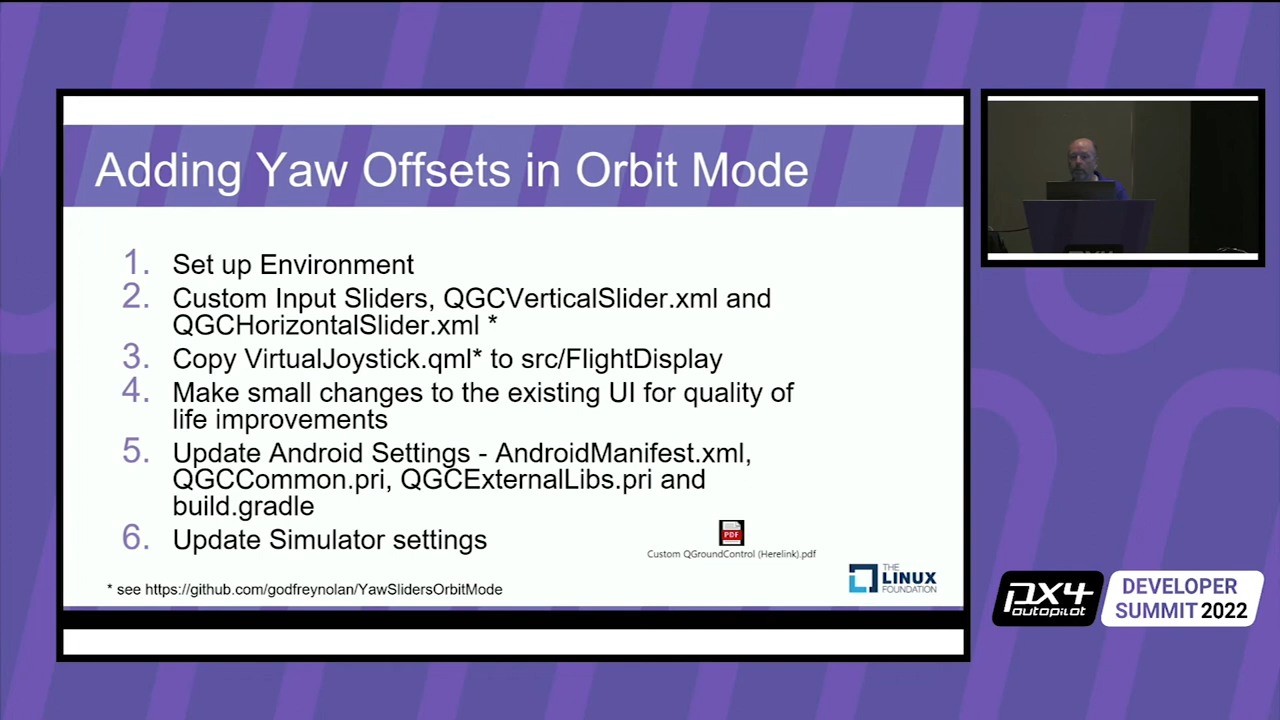 Adding Yaw Offsets in Orbit Mode
1. Set up Environment
2. Custom Input Sliders, QGCVerticalSlider.xml and
QGCHorizontalSlider.xml *
3. Copy VirtualJoystick.qml* to src/FlightDisplay
4. Make small changes to the existing UI for quality of
life improvements
5. Update Android Settings - AndroidManifest.xml,
QGCCommon.pri, QGCExternalLibs.pri and
build.gradle
6. Update Simulator settings
PDF
Custom QGroundControl (Herelink).pdf
* see https://github.com/godfreynolan/YawSlidersOrbitMode
THE
LINUX
FOUNDATION
PX4
autopilot
DEVELOPER
SUMMIT 2022
PX4